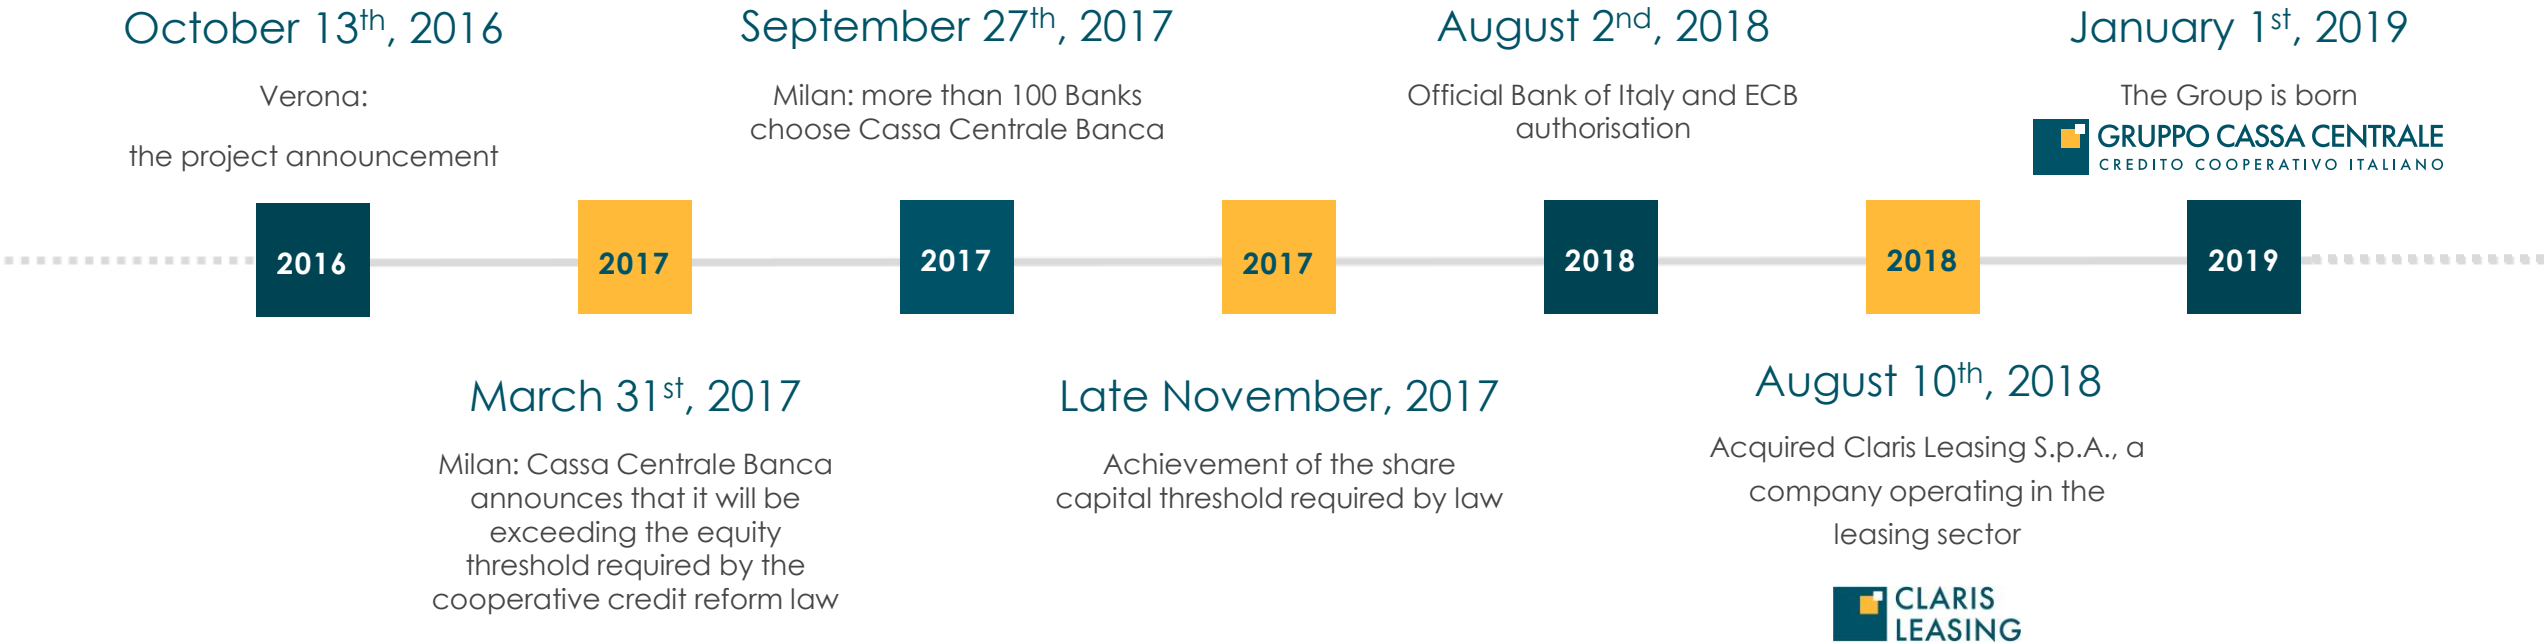 October 13th, 2016
Verona:
the project announcement
September 27th, 2017
Milan: more than 100 Banks
choose Cassa Centrale Banca
August 2nd, 2018
Official Bank of Italy and ECB
authorisation
January 1st, 2019
The Group is born
GRUPPO CASSA CENTRALE
CREDITO COOPERATIVO ITALIANO
2016
2017
2017
2017
2018
2018
2019
March 31st, 2017
Milan: Cassa Centrale Banca
announces that it will be
exceeding the equity
threshold required by the
cooperative credit reform law
Late November, 2017
Achievement of the share
capital threshold required by law
August 10th, 2018
Acquired Claris Leasing S.p.A., a
company operating in the
leasing sector
CLARIS
LEASING